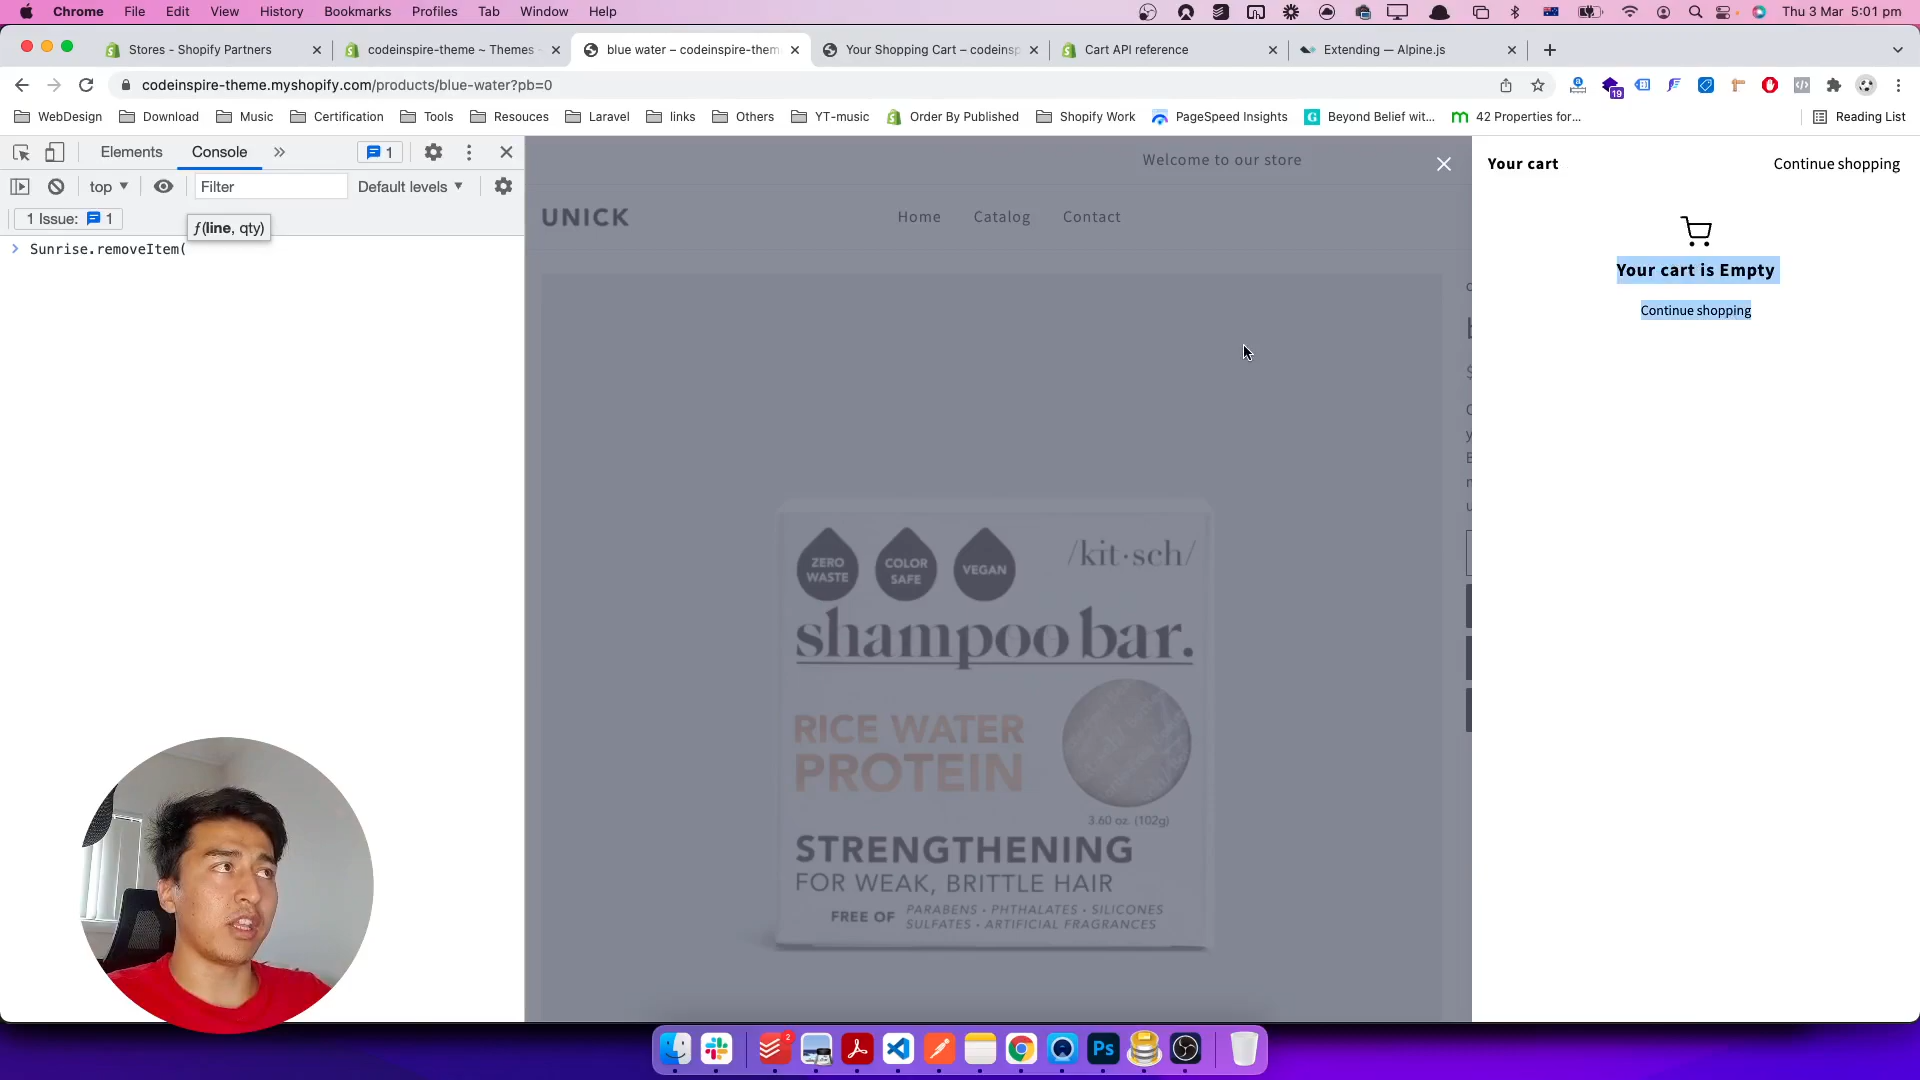 Chrome File Edit View History Bookmarks Profiles Tab Window Help Thu 3 Mar 5:01 pm
Stores - Shopify Partners
codeinspire-theme ~ Themes -
blue water – codeinspire-them
Your Shopping Cart – codeinsp
Cart API reference
Extending — Alpine.js
codeinspire-theme.myshopify.com/products/blue-water?pb=0
19
WebDesign Download Music Certification Tools Resouces Laravel links Others YT-music Order By Published Shopify Work PageSpeed Insights Beyond Belief wit... 42 Properties for... Reading List
Elements Console 1
top Filter Default levels
1 Issue: 1
ƒ(line, qty)
Sunrise.removeItem(
Welcome to our store
UNICK
Home Catalog Contact
ZERO WASTE
COLOR SAFE
VEGAN
/kit·sch/
shampoo bar.
RICE WATER
PROTEIN
3.60 oz. (102g)
STRENGTHENING
FOR WEAK, BRITTLE HAIR
FREE OF PARABENS • PHTHALATES • SILICONES
SULFATES • ARTIFICIAL FRAGRANCES
Your cart
Continue shopping
Your cart is Empty
Continue shopping
2
Ps